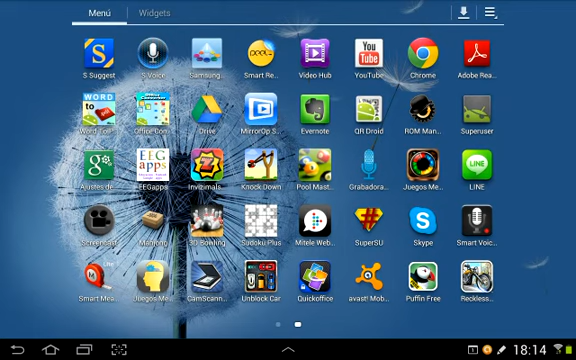 Menú Widgets
S Suggest S Voice Samsung... Smart Re... Video Hub YouTube Chrome Adobe Rea...
Word To P... Office Con... Drive MirrorOp S... Evernote QR Droid ROM Man... Superuser
Ajustes de... EEGapps Invizimals... Knock Down Pool Mast... Grabadora... Juegos Me... LINE
Screencast Mahjong 3D Bowling Sudoku Plus Mitele Web... SuperSU Skype Smart Voic...
Smart Mea... Juegos Me... CamScann... Unblock Car Quickoffice avast! Mob... Puffin Free Reckless...
18:14